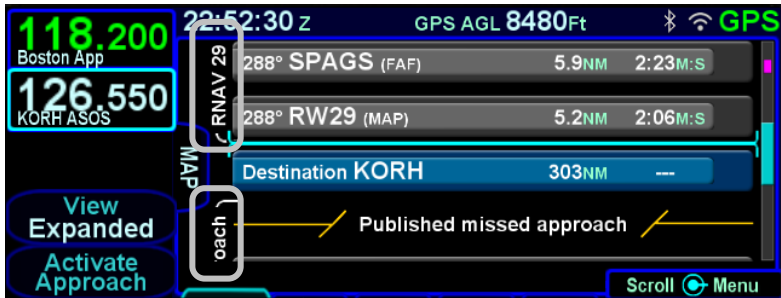 118.200
Boston App
126.550
KORH ASOS
View
Expanded
Activate
Approach
22:52:30 Z GPS AGL 8480Ft GPS
RNAV 29
MAP
oach
288° SPAGS (FAF) 5.9NM 2:23M:S
288° RW29 (MAP) 5.2NM 2:06M:S
Destination KORH 303NM ---
Published missed approach
Scroll Menu